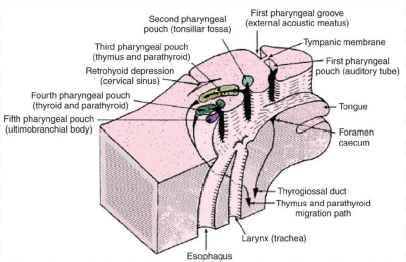 First pharyngeal groove
(external acoustic meatus)
Second pharyngeal
pouch (tonsillar fossa)
Tympanic membrane
Third pharyngeal pouch
(thymus and parathyroid)
First pharyngeal
pouch (auditory tube)
Retrohyoid depression
(cervical sinus)
Fourth pharyngeal pouch
(thyroid and parathyroid)
Tongue
Fifth pharyngeal pouch
(ultimobranchial body)
Foramen
caecum
Thyroglossal duct
Thymus and parathyroid
migration path
Larynx (trachea)
Esophagus